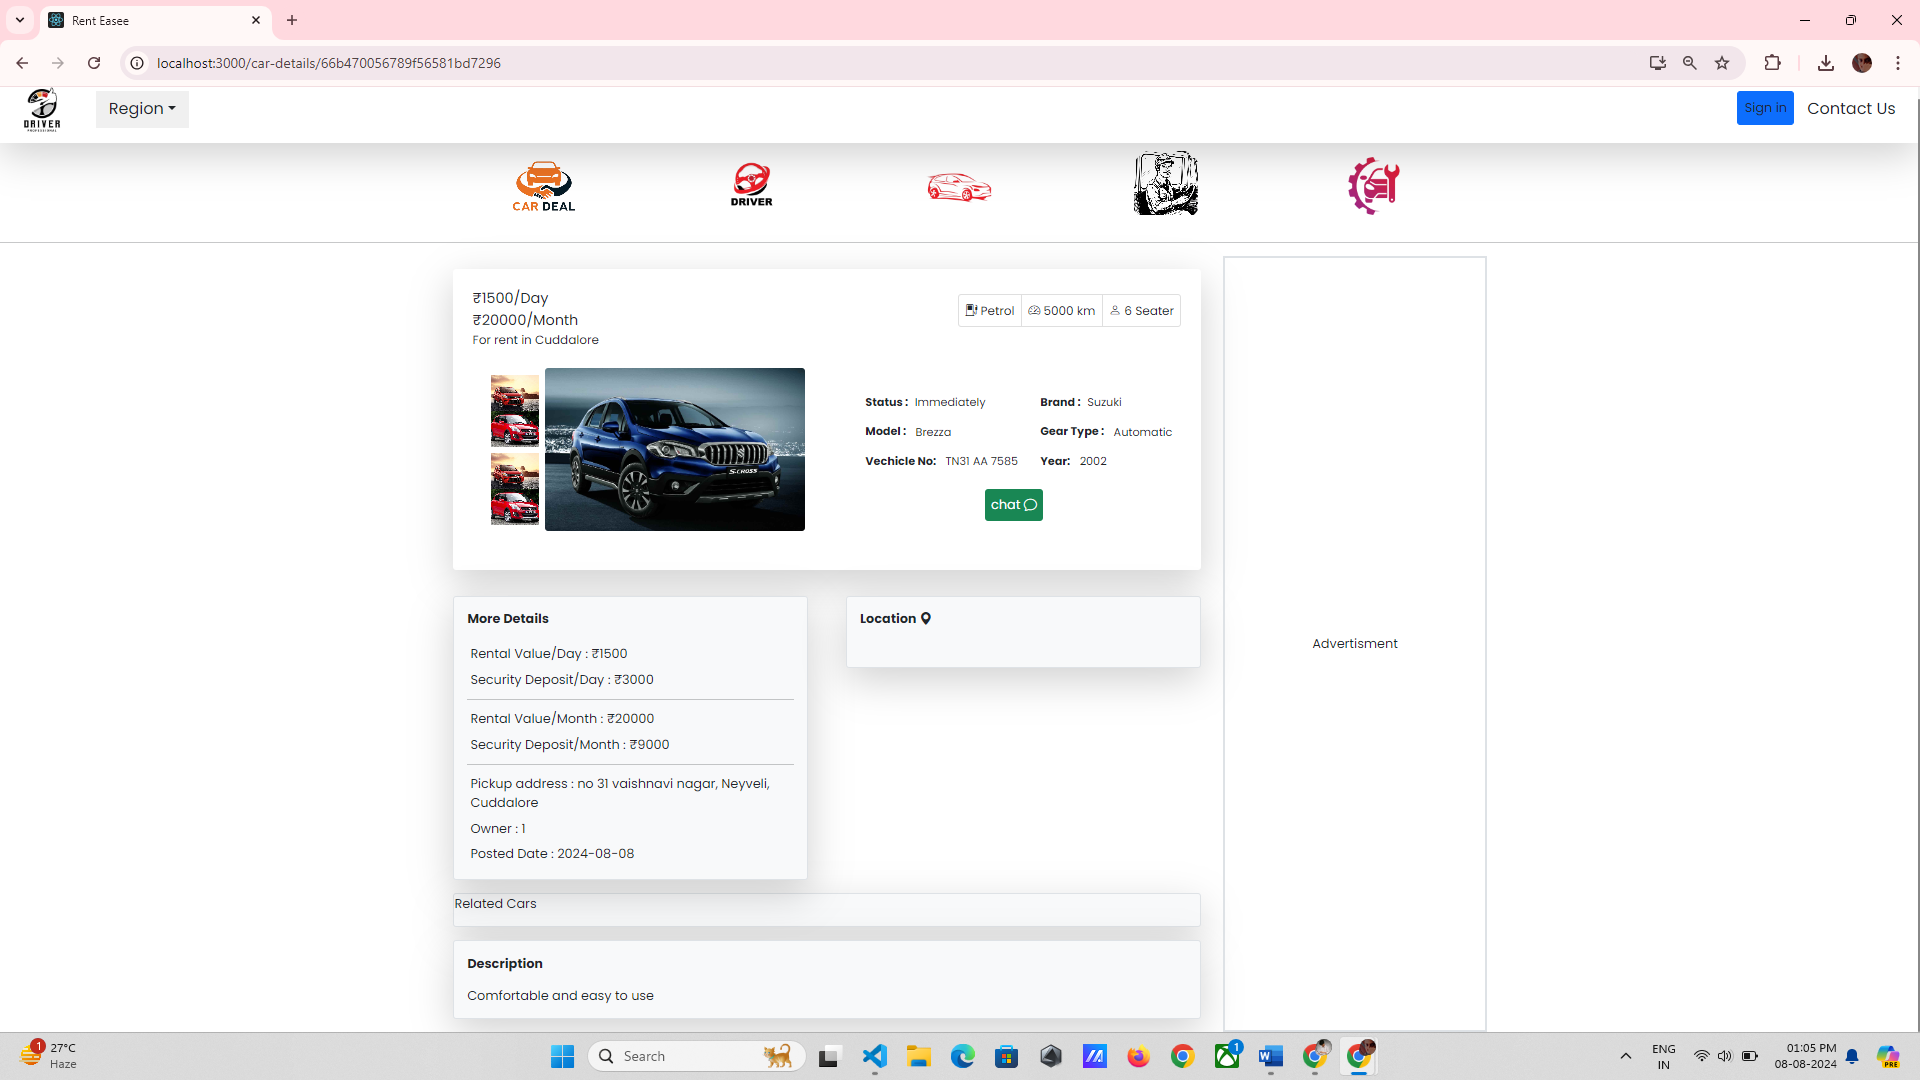 Rent Easee
localhost:3000/car-details/66b470056789f56581bd7296
DRIVER
Region
Sign in
Contact Us
CAR DEAL
DRIVER
₹1500/Day
₹20000/Month
For rent in Cuddalore
Petrol
5000 km
6 Seater
S-CROSS
Status : Immediately
Brand : Suzuki
Model : Brezza
Gear Type : Automatic
Vechicle No: TN31 AA 7585
Year: 2002
chat
More Details
Rental Value/Day : ₹1500
Security Deposit/Day : ₹3000
Rental Value/Month : ₹20000
Security Deposit/Month : ₹9000
Pickup address : no 31 vaishnavi nagar, Neyveli,
Cuddalore
Owner : 1
Posted Date : 2024-08-08
Location
Advertisment
Related Cars
Description
Comfortable and easy to use
1
27°C
Haze
Search
1
PRE
ENG
IN
01:05 PM
08-08-2024